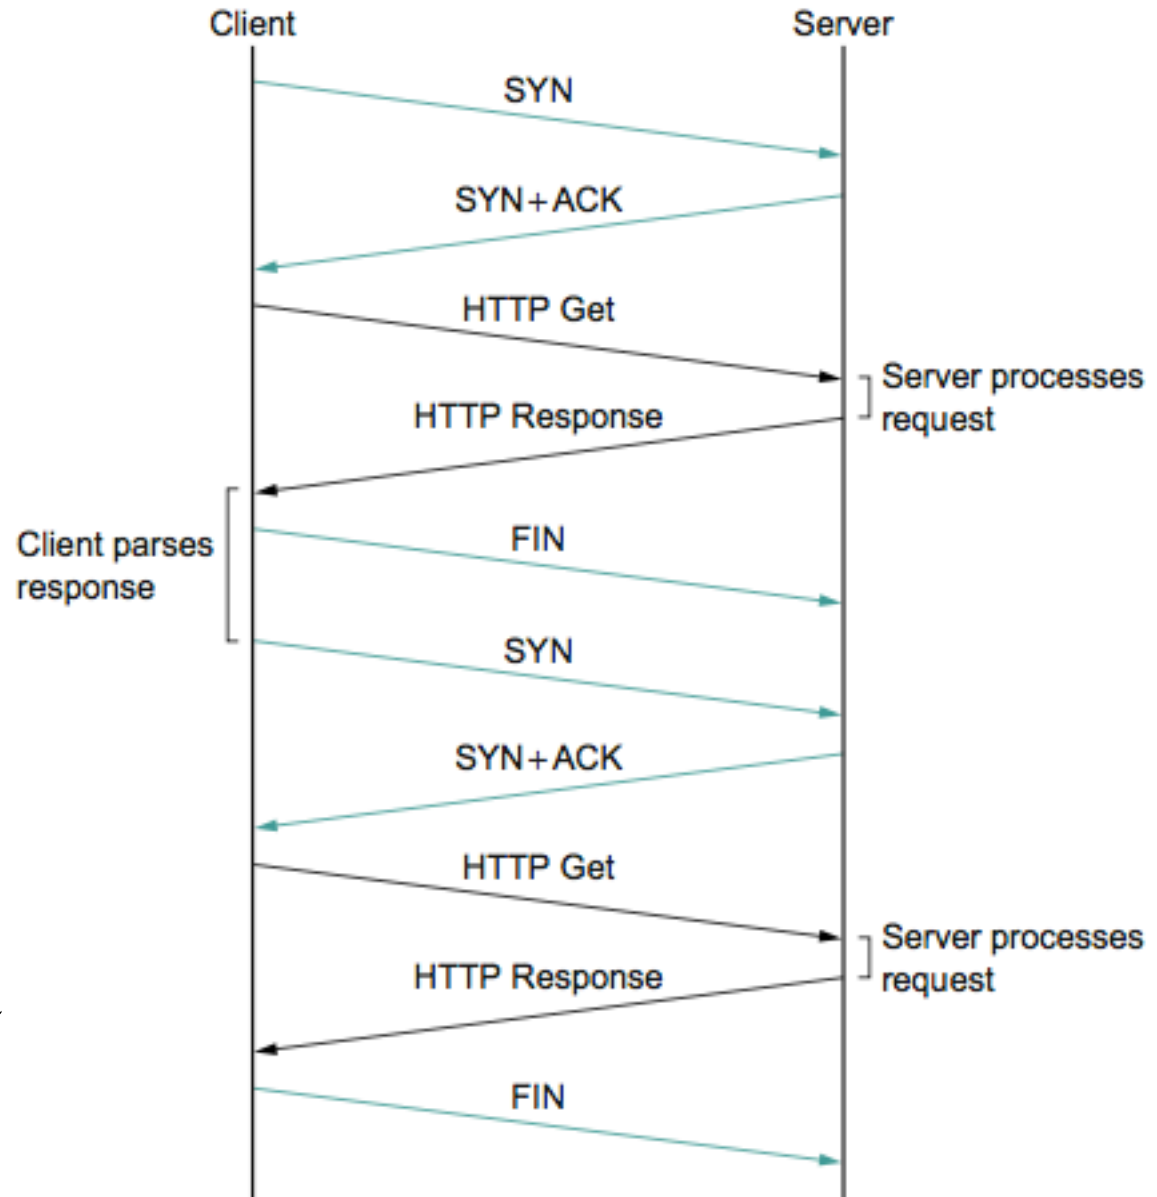 Client
Server
SYN
SYN+ACK
HTTP Get
Server processes
request
HTTP Response
Client parses
response
FIN
SYN
SYN+ACK
HTTP Get
Server processes
request
HTTP Response
FIN